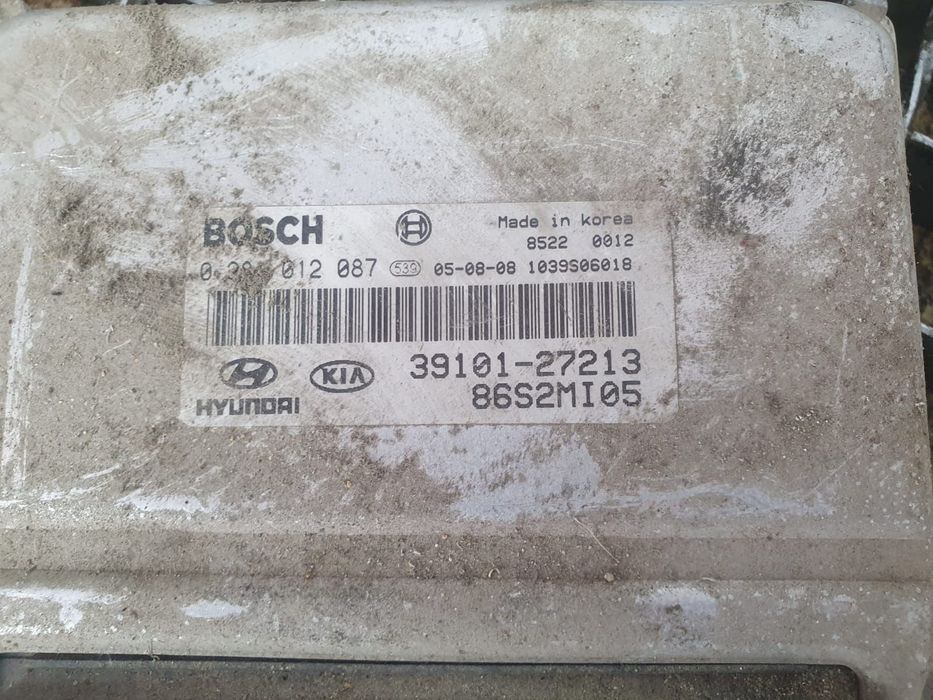 BOSCH
Made in Korea
8522 0012
012 087 539 05-08-08 1039S06018
HYUNDAI KIA 39101-27213
86S2MI05